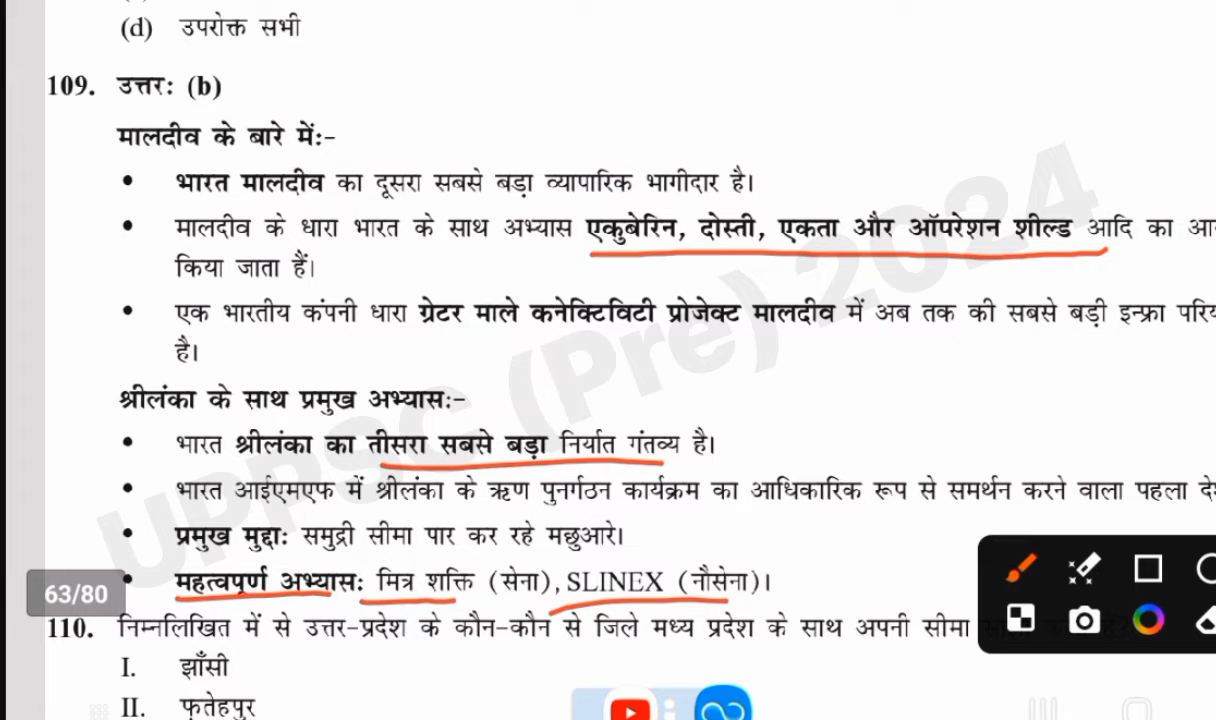 (d) उपरोक्त सभी
109. उत्तरः (b)
मालदीव के बारे में:-
• भारत मालदीव का दूसरा सबसे बड़ा व्यापारिक भागीदार है।
• मालदीव के धारा भारत के साथ अभ्यास एकुबेरिन, दोस्ती, एकता और ऑपरेशन शील्ड आदि का
किया जाता हैं।
• एक भारतीय कंपनी धारा ग्रेटर माले कनेक्टिविटी प्रोजेक्ट मालदीव में अब तक की सबसे बड़ी इन्फ्रा
है।
श्रीलंका के साथ प्रमुख अभ्यासः-
• भारत श्रीलंका का तीसरा सबसे बड़ा निर्यात गंतव्य है।
• भारत आईएमएफ में श्रीलंका के ऋण पुनर्गठन कार्यक्रम का आधिकारिक रूप से समर्थन करने वाला पहला
• प्रमुख मुद्दाः समुद्री सीमा पार कर रहे मछुआरे।
• महत्वपूर्ण अभ्यासः मित्र शक्ति (सेना), SLINEX (नौसेना)।
63/80
110. निम्नलिखित में से उत्तर-प्रदेश के कौन-कौन से जिले मध्य प्रदेश के साथ अपनी सीमा
I. झाँसी
II. फतेहपुर
UPPSC (Pre) 2024